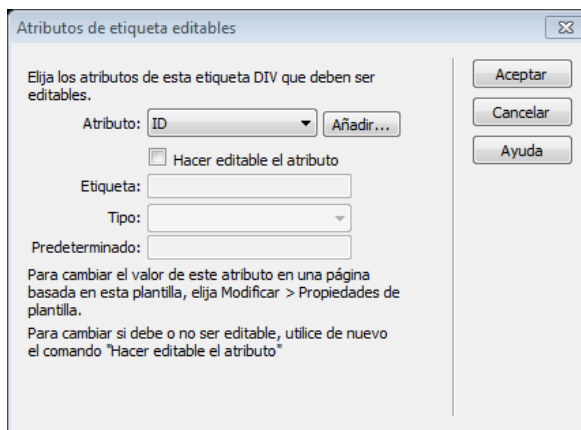 Atributos de etiqueta editables
Elija los atributos de esta etiqueta DIV que deben ser
editables.
Atributo: ID Añadir...
Hacer editable el atributo
Etiqueta:
Tipo:
Predeterminado:
Para cambiar el valor de este atributo en una página
basada en esta plantilla, elija Modificar > Propiedades de
plantilla.
Para cambiar si debe o no ser editable, utilice de nuevo
el comando "Hacer editable el atributo"
Aceptar
Cancelar
Ayuda